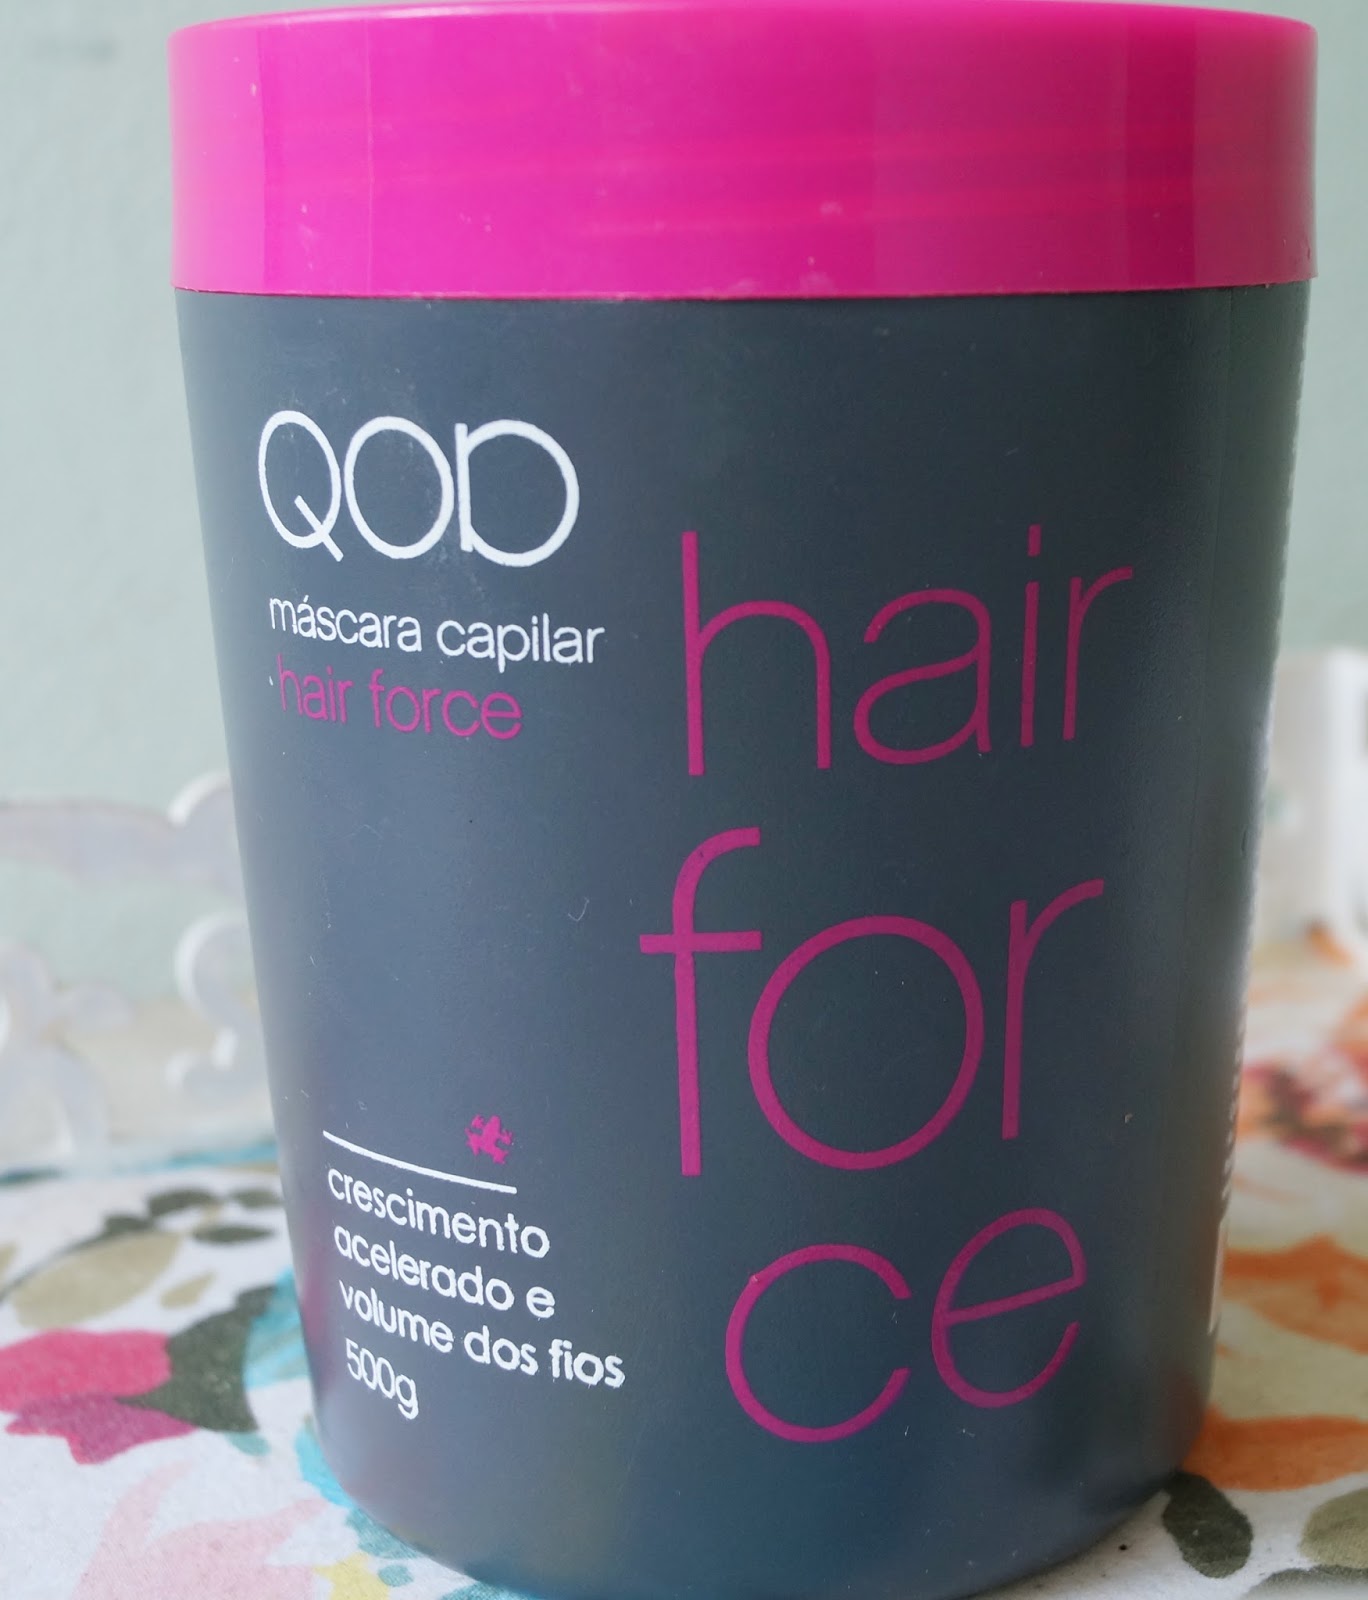 QOD
máscara capilar
hair force
hair
for
ce
crescimento
acelerado e
volume dos fios
500g